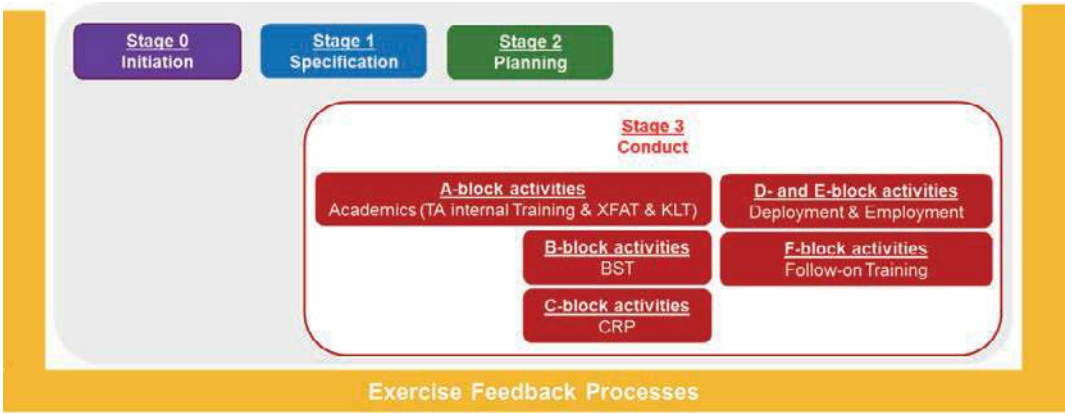 Stage 0
Initiation
Stage 1
Specification
Stage 2
Planning
Stage 3
Conduct
A-block activities
Academics (TA internal Training & XFAT & KLT)
B-block activities
BST
C-block activities
CRP
D- and E-block activities
Deployment & Employment
F-block activities
Follow-on Training
Exercise Feedback Processes